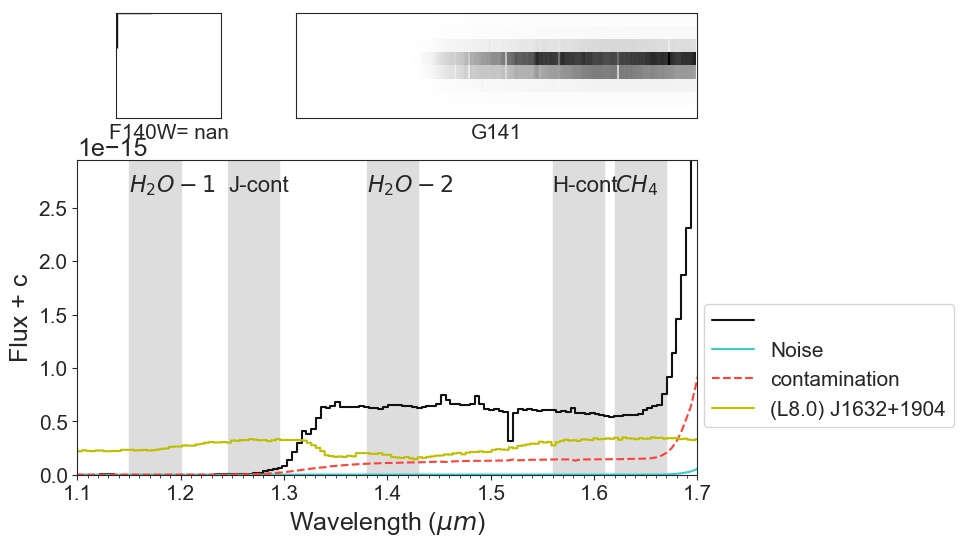 F140W= nan
G141
1e−15
H₂O − 1 J-cont H₂O − 2 H-cont CH₄
2.5
2.0
1.5
1.0
0.5
0.0
Flux + c
1.1 1.2 1.3 1.4 1.5 1.6 1.7
Wavelength (μm)
Noise
contamination
(L8.0) J1632+1904